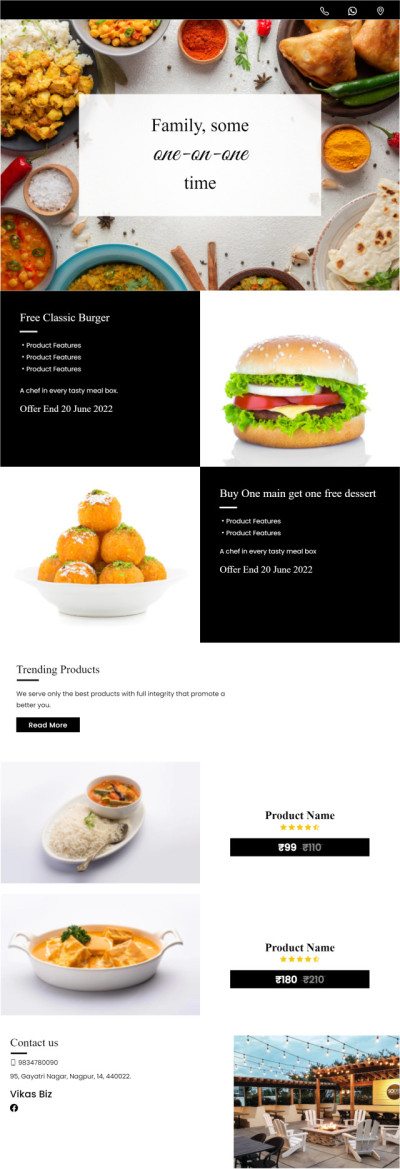 Family, some
one-on-one
time
Free Classic Burger
• Product Features
• Product Features
• Product Features
A chef in every tasty meal box.
Offer End 20 June 2022
Buy One main get one free dessert
• Product Features
• Product Features
A chef in every tasty meal box
Offer End 20 June 2022
Trending Products
We serve only the best products with full integrity that promote a
better you.
Read More
Product Name
₹99 ₹110
Product Name
₹180 ₹210
Contact us
9834780090
95, Gayatri Nagar, Nagpur, 14, 440022.
Vikas Biz